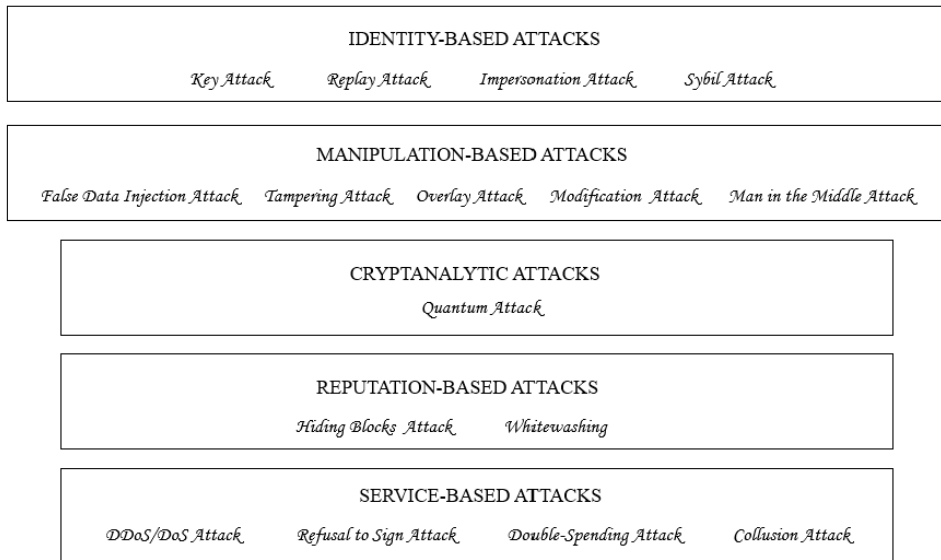 IDENTITY-BASED ATTACKS
Key Attack Replay Attack Impersonation Attack Sybil Attack
MANIPULATION-BASED ATTACKS
False Data Injection Attack Tampering Attack Overlay Attack Modification Attack Man in the Middle Attack
CRYPTANALYTIC ATTACKS
Quantum Attack
REPUTATION-BASED ATTACKS
Hiding Blocks Attack Whitewashing
SERVICE-BASED ATTACKS
DDoS/DoS Attack Refusal to Sign Attack Double-Spending Attack Collusion Attack